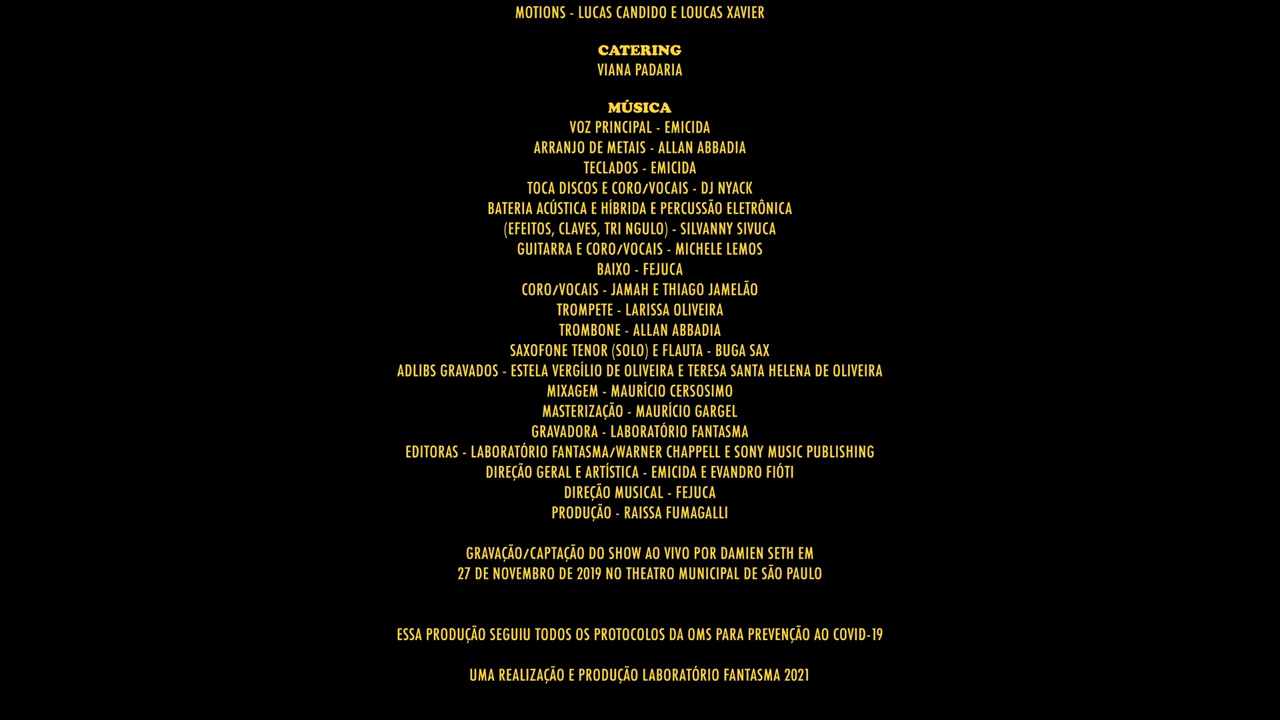 MOTIONS - LUCAS CANDIDO E LOUCAS XAVIER
CATERING
VIANA PADARIA
MÚSICA
VOZ PRINCIPAL - EMICIDA
ARRANJO DE METAIS - ALLAN ABBADIA
TECLADOS - EMICIDA
TOCA DISCOS E CORO/VOCAIS - DJ NYACK
BATERIA ACÚSTICA E HÍBRIDA E PERCUSSÃO ELETRÔNICA
(EFEITOS, CLAVES, TRI NGULO) - SILVANNY SIVUCA
GUITARRA E CORO/VOCAIS - MICHELE LEMOS
BAIXO - FEJUCA
CORO/VOCAIS - JAMAH E THIAGO JAMELÃO
TROMPETE - LARISSA OLIVEIRA
TROMBONE - ALLAN ABBADIA
SAXOFONE TENOR (SOLO) E FLAUTA - BUGA SAX
ADLIBS GRAVADOS - ESTELA VERGÍLIO DE OLIVEIRA E TERESA SANTA HELENA DE OLIVEIRA
MIXAGEM - MAURÍCIO CERSOSIMO
MASTERIZAÇÃO - MAURÍCIO GARGEL
GRAVADORA - LABORATÓRIO FANTASMA
EDITORAS - LABORATÓRIO FANTASMA/WARNER CHAPPELL E SONY MUSIC PUBLISHING
DIREÇÃO GERAL E ARTÍSTICA - EMICIDA E EVANDRO FIÓTI
DIREÇÃO MUSICAL - FEJUCA
PRODUÇÃO - RAISSA FUMAGALLI
GRAVAÇÃO/CAPTAÇÃO DO SHOW AO VIVO POR DAMIEN SETH EM
27 DE NOVEMBRO DE 2019 NO THEATRO MUNICIPAL DE SÃO PAULO
ESSA PRODUÇÃO SEGUIU TODOS OS PROTOCOLOS DA OMS PARA PREVENÇÃO AO COVID-19
UMA REALIZAÇÃO E PRODUÇÃO LABORATÓRIO FANTASMA 2021